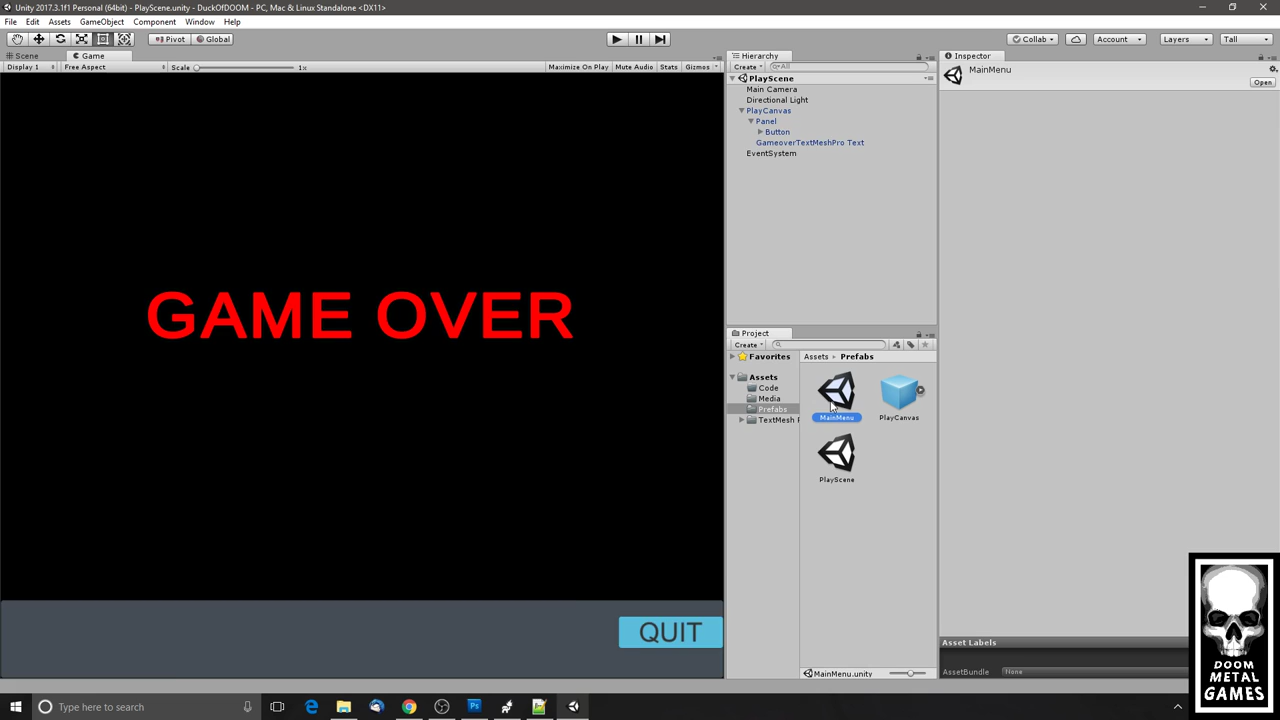 Unity 2017.3.1f1 Personal (64bit) - PlayScene.unity - DuckOfDOOM - PC, Mac & Linux Standalone <DX11>
File Edit Assets GameObject Component Window Help
Pivot Global Collab Account Layers Tall
Scene Game
Display 1 Free Aspect Scale 1x Maximize On Play Mute Audio Stats Gizmos
GAME OVER
QUIT
Hierarchy
Create All
PlayScene
Main Camera
Directional Light
PlayCanvas
Panel
Button
GameoverTextMeshPro Text
EventSystem
Project
Create
Favorites
Assets
Code
Media
Prefabs
TextMesh P
Assets Prefabs
MainMenu PlayCanvas
PlayScene
MainMenu.unity
Inspector
MainMenu
Open
Asset Labels
AssetBundle None
DOOM
METAL
GAMES
Type here to search